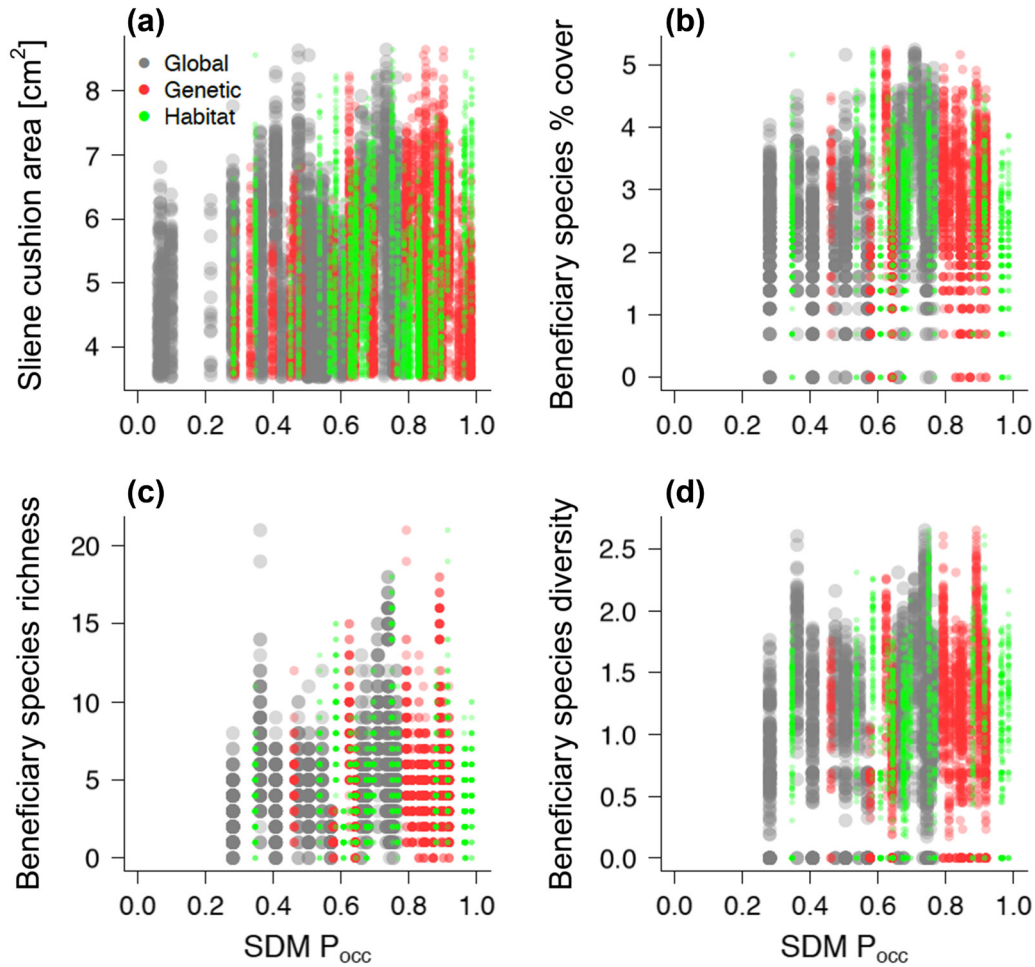 (a)
Sliene cushion area [cm²]
8
7
6
5
4
Global
Genetic
Habitat
0.0 0.2 0.4 0.6 0.8 1.0
(b)
Beneficiary species % cover
5
4
3
2
1
0
0.0 0.2 0.4 0.6 0.8 1.0
(c)
Beneficiary species richness
20
15
10
5
0
0.0 0.2 0.4 0.6 0.8 1.0
SDM Pocc
(d)
Beneficiary species diversity
2.5
2.0
1.5
1.0
0.5
0.0
0.0 0.2 0.4 0.6 0.8 1.0
SDM Pocc